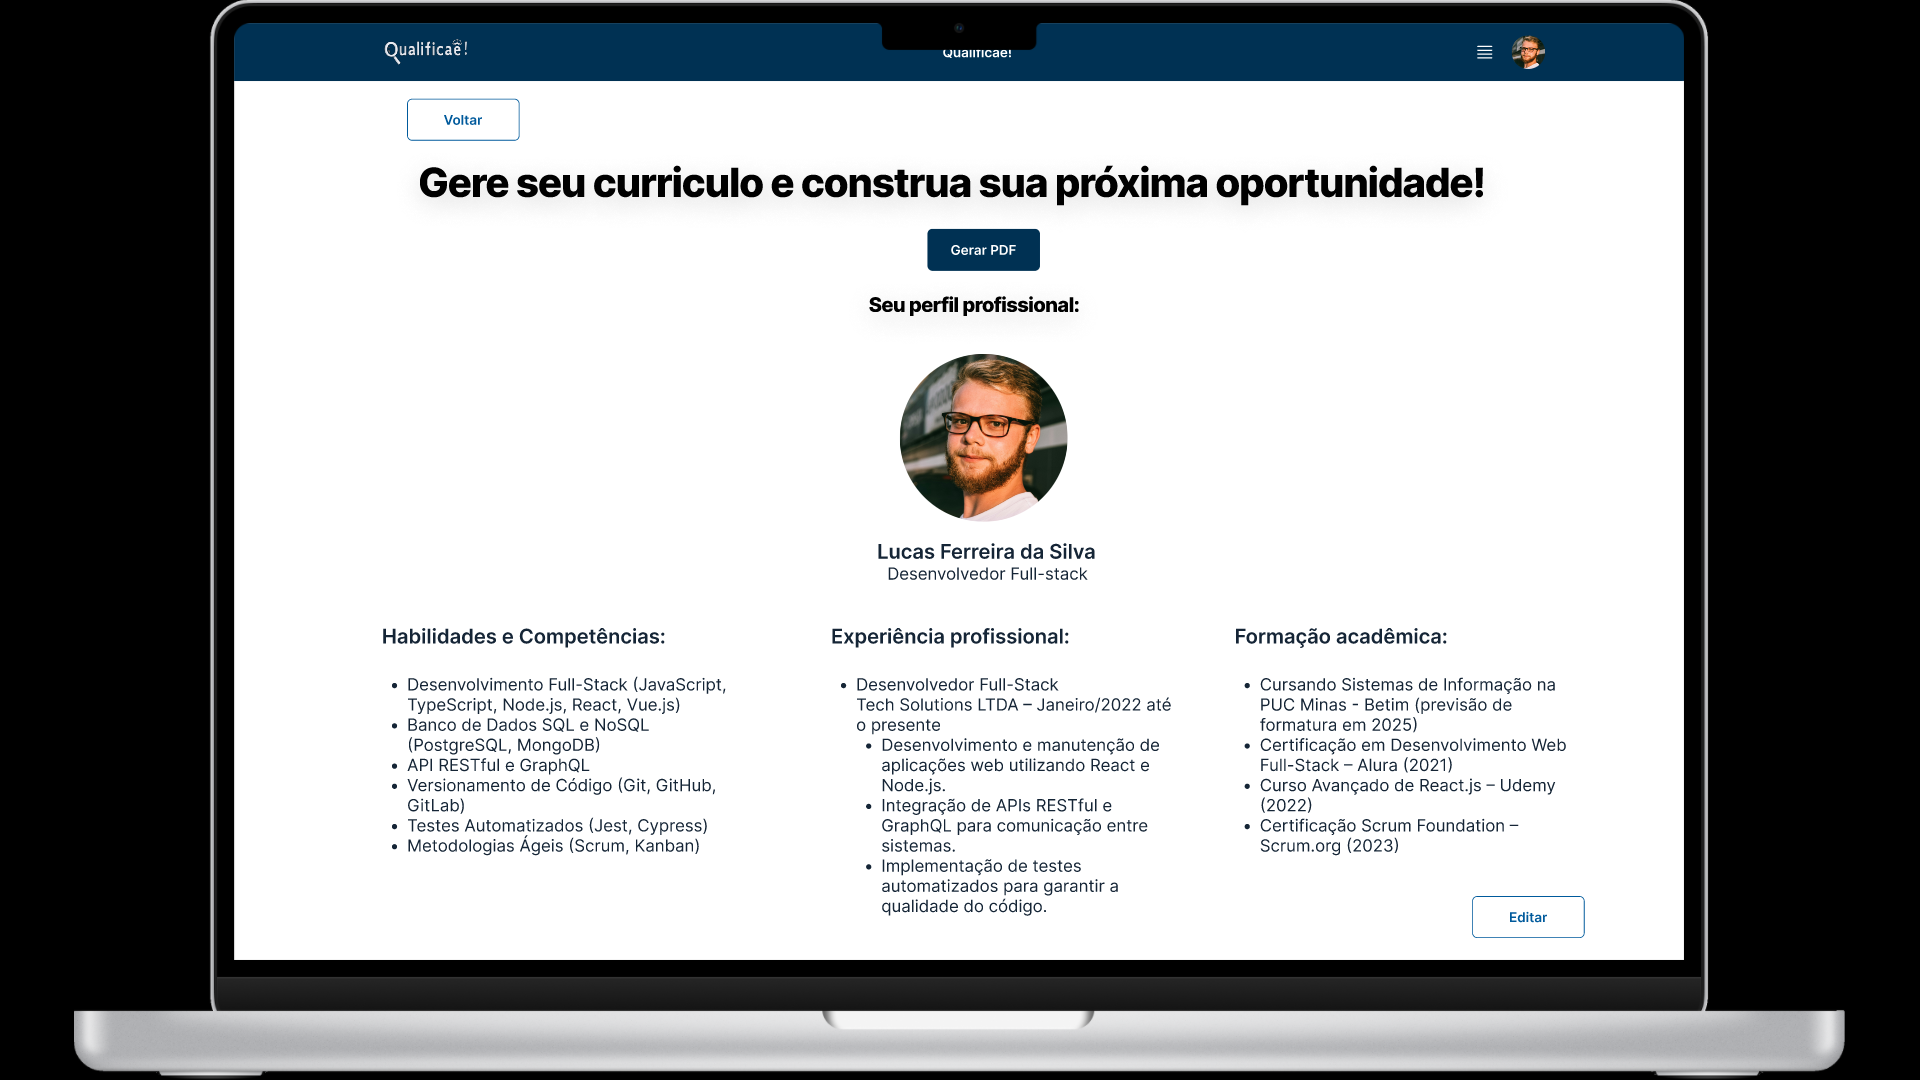 Qualificaê!
Qualificaê!
Voltar
Gere seu curriculo e construa sua próxima oportunidade!
Gerar PDF
Seu perfil profissional:
Lucas Ferreira da Silva
Desenvolvedor Full-stack
Habilidades e Competências:
Desenvolvimento Full-Stack (JavaScript,
TypeScript, Node.js, React, Vue.js)
Banco de Dados SQL e NoSQL
(PostgreSQL, MongoDB)
API RESTful e GraphQL
Versionamento de Código (Git, GitHub,
GitLab)
Testes Automatizados (Jest, Cypress)
Metodologias Ágeis (Scrum, Kanban)
Experiência profissional:
Desenvolvedor Full-Stack
Tech Solutions LTDA – Janeiro/2022 até
o presente
Desenvolvimento e manutenção de
aplicações web utilizando React e
Node.js.
Integração de APIs RESTful e
GraphQL para comunicação entre
sistemas.
Implementação de testes
automatizados para garantir a
qualidade do código.
Formação acadêmica:
Cursando Sistemas de Informação na
PUC Minas - Betim (previsão de
formatura em 2025)
Certificação em Desenvolvimento Web
Full-Stack – Alura (2021)
Curso Avançado de React.js – Udemy
(2022)
Certificação Scrum Foundation –
Scrum.org (2023)
Editar